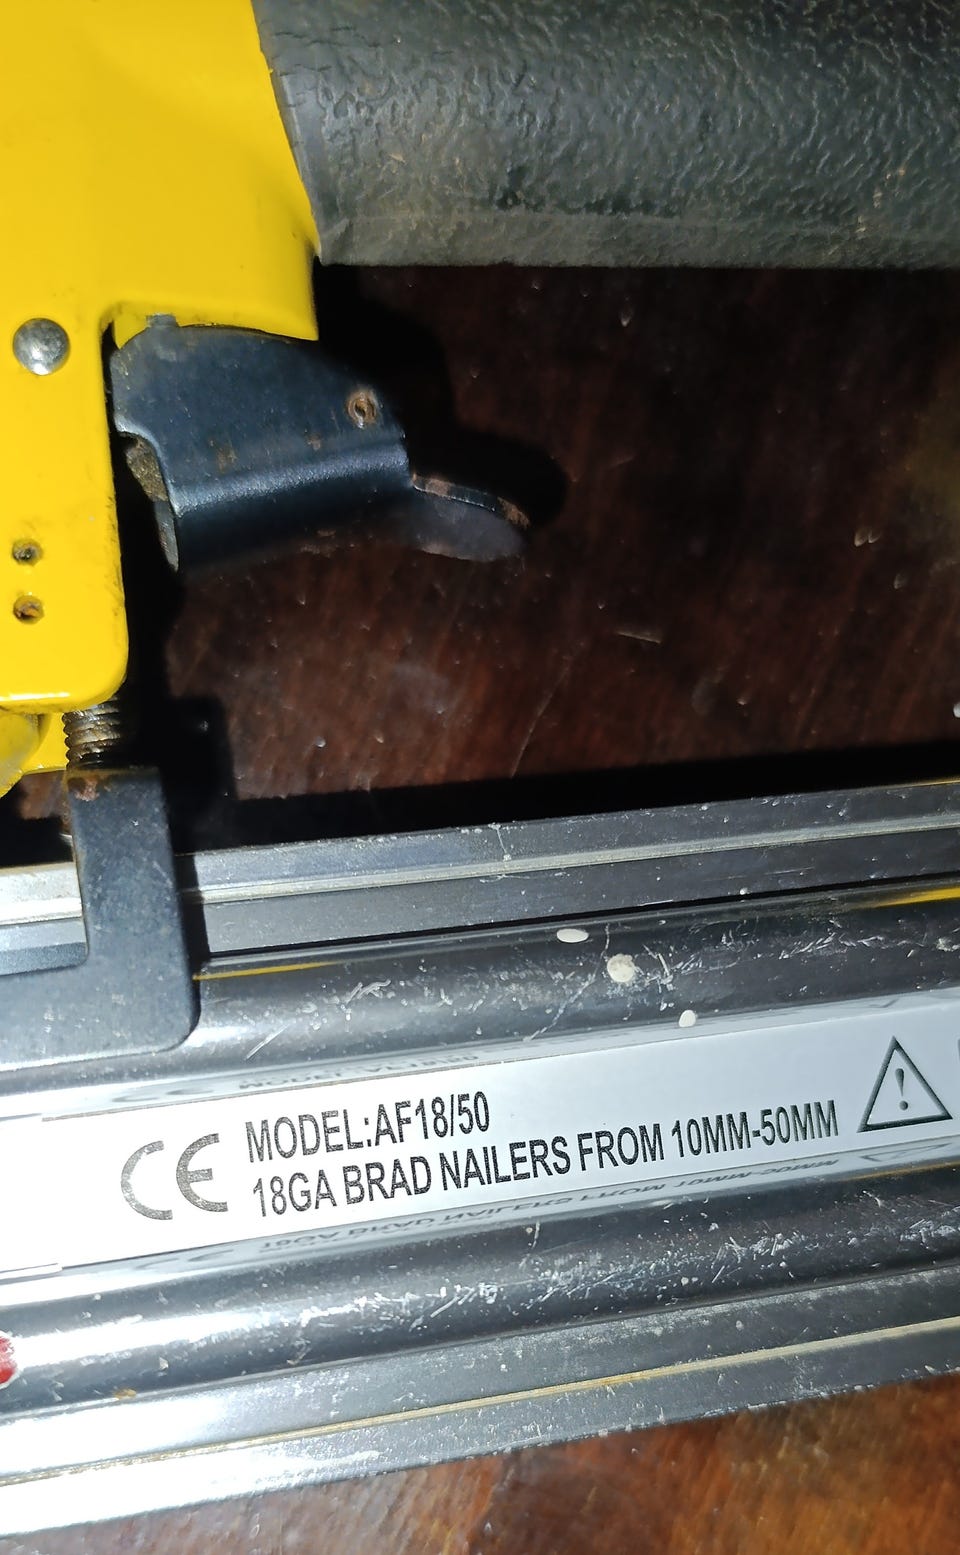 CE
MODEL:AF18/50
18GA BRAD NAILERS FROM 10MM-50MM
!